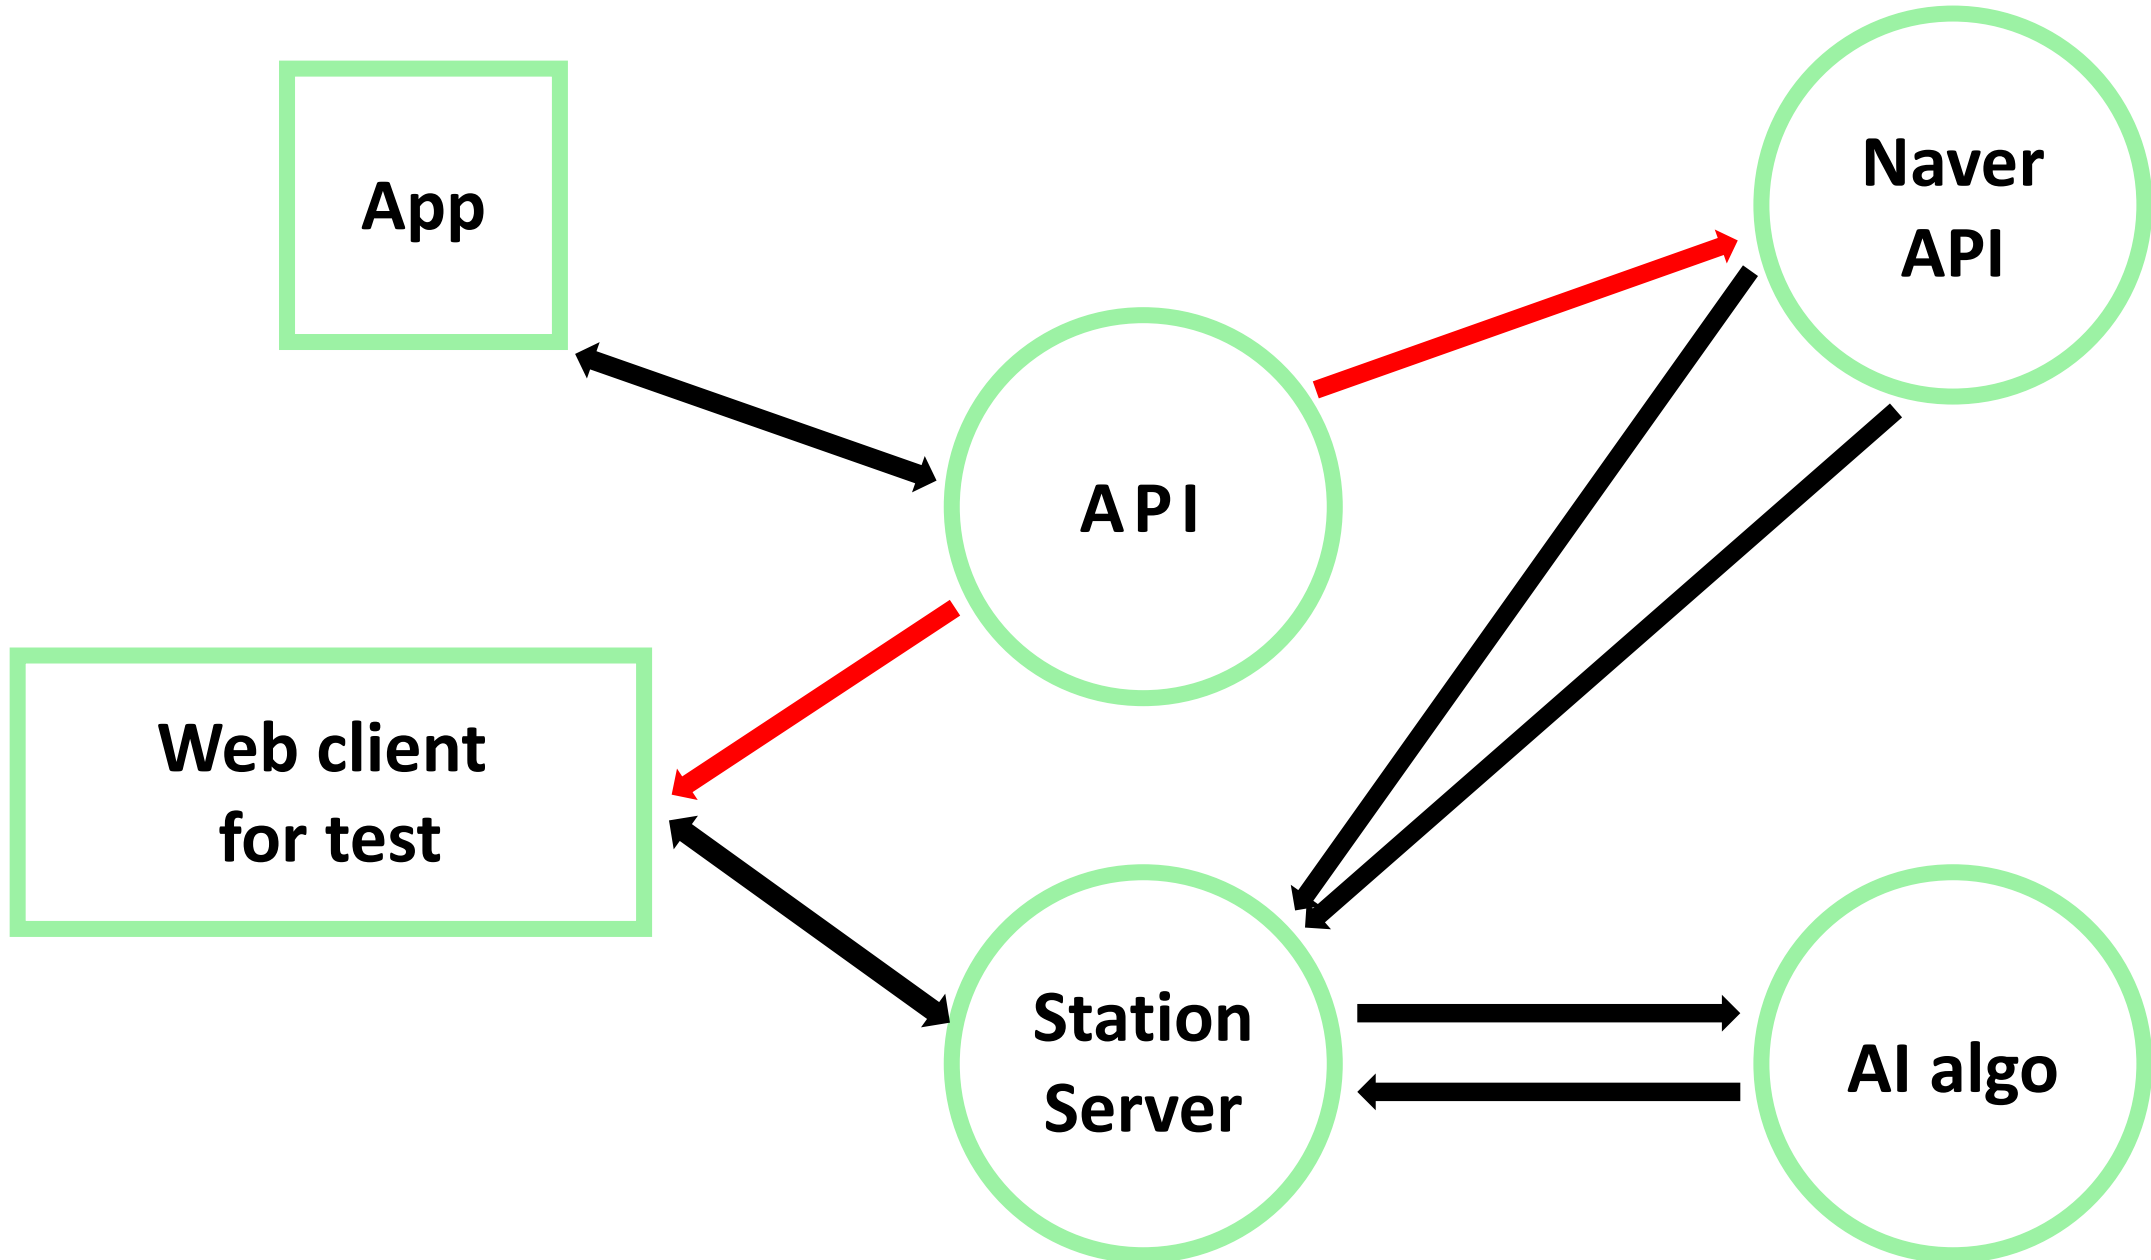 App
Naver
API
API
Web client
for test
Station
Server
AI algo